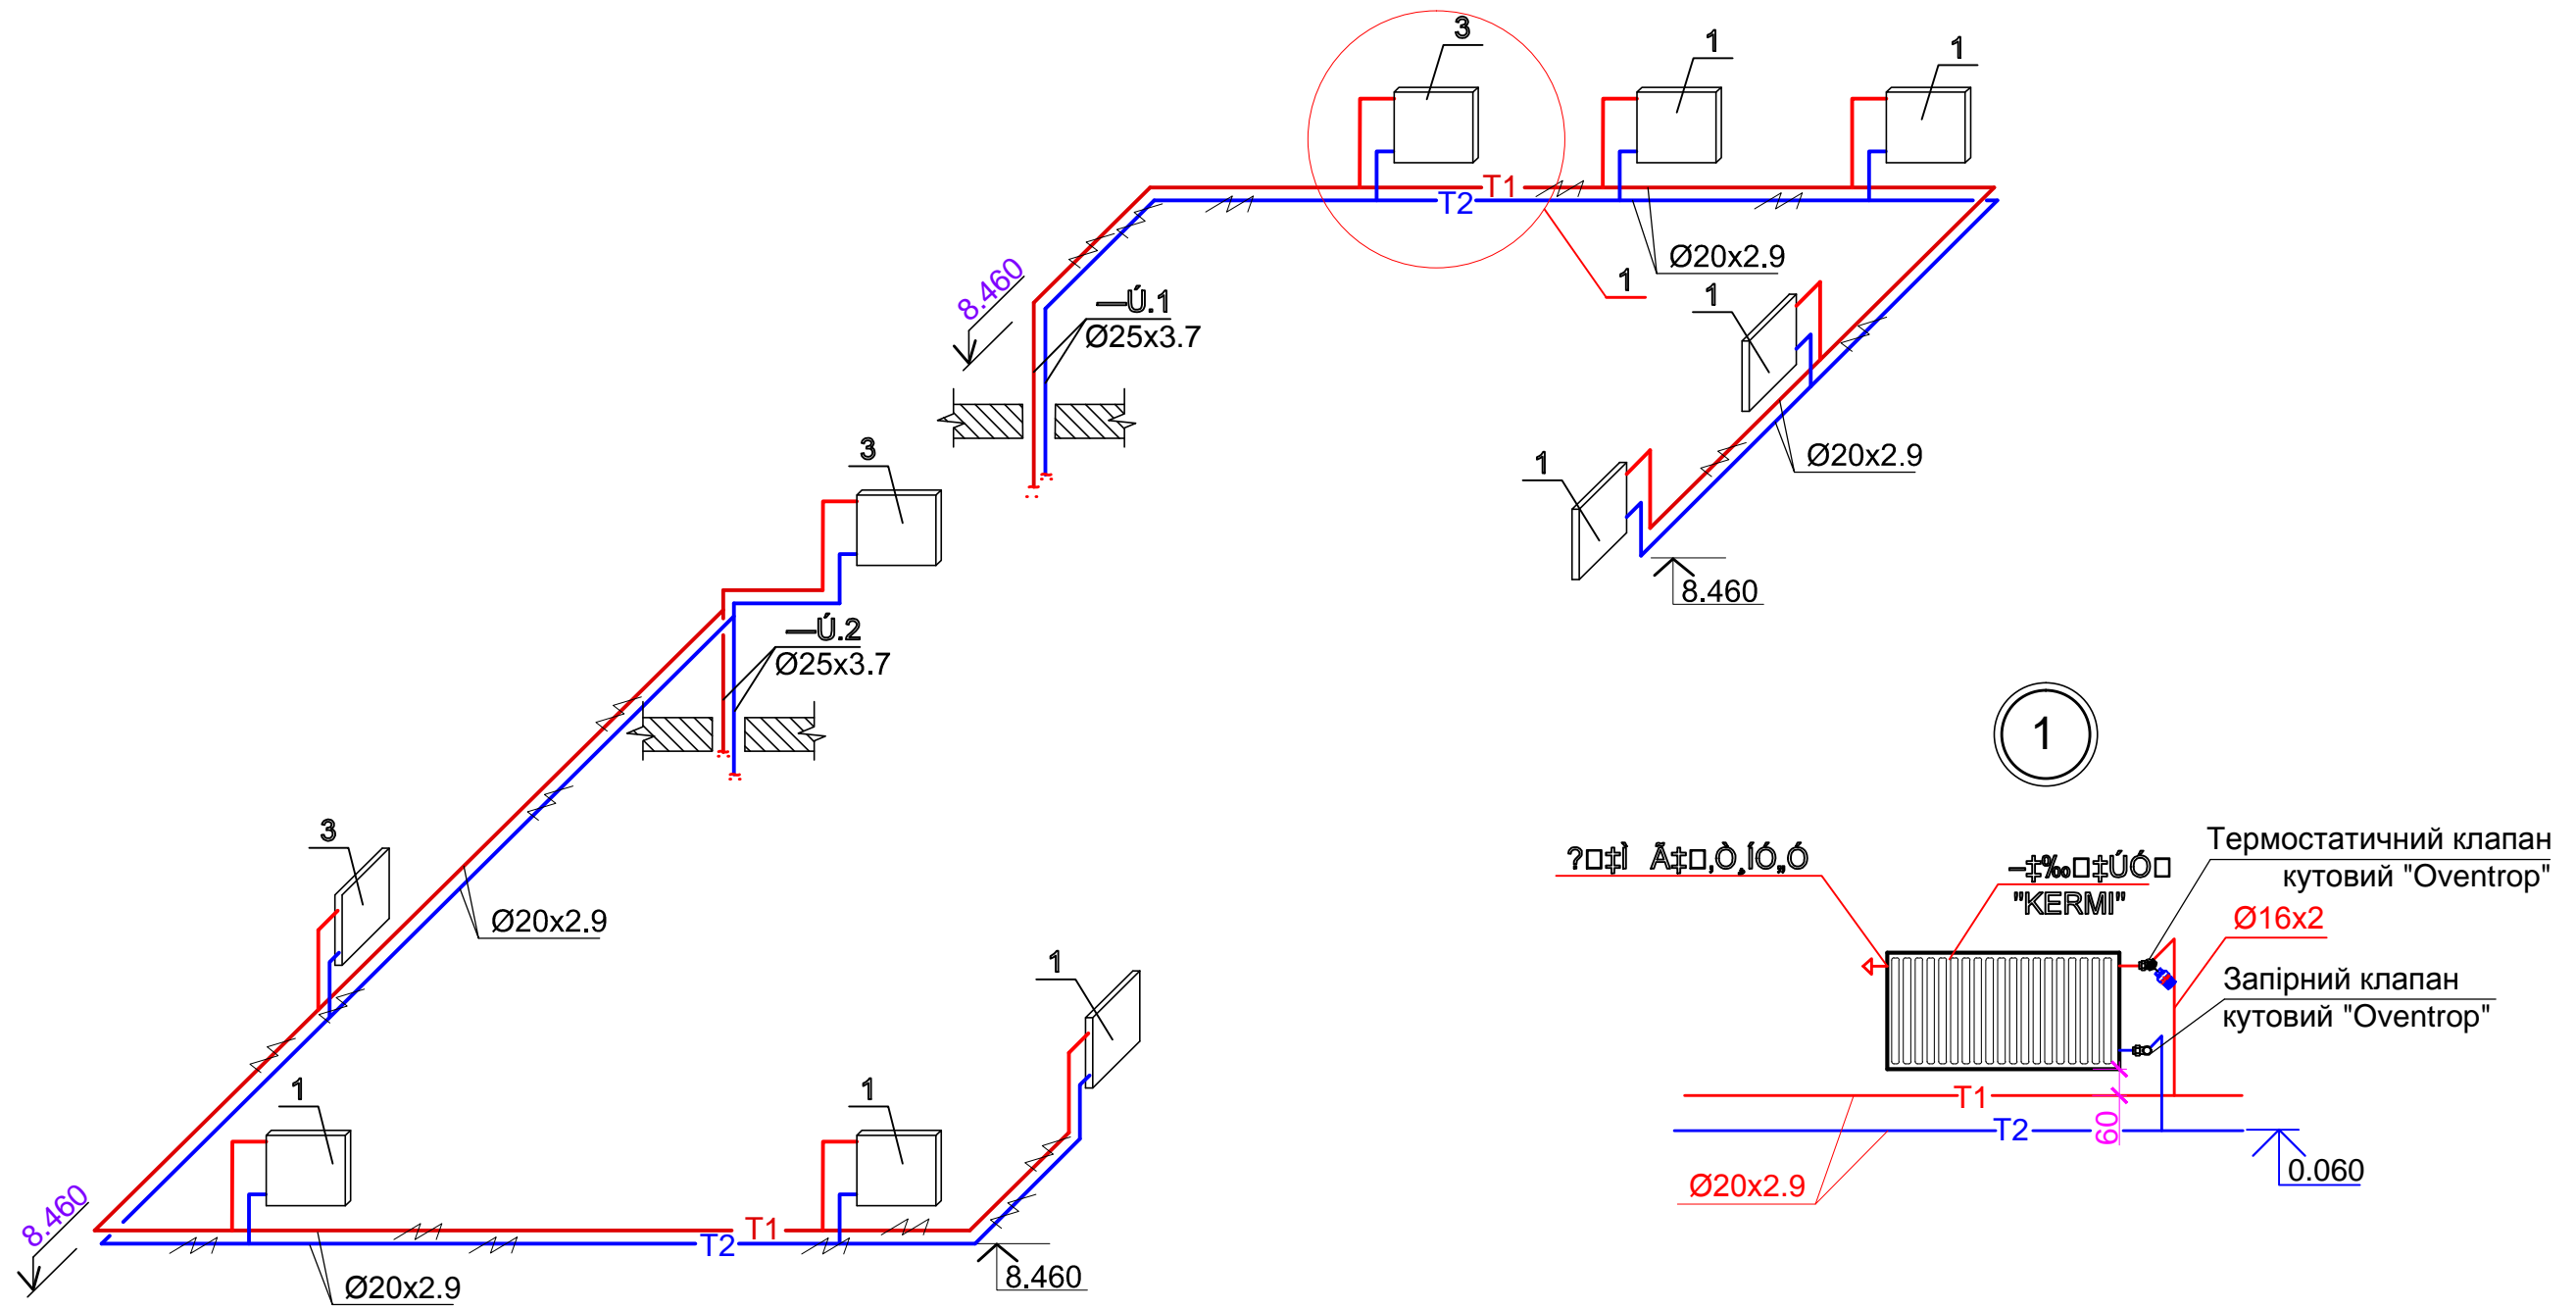 3
1
1
T1
T2
Ø20x2.9
1
8.460
—Ú.1
Ø25x3.7
1
3
1
Ø20x2.9
8.460
—Ú.2
Ø25x3.7
1
3
Ø20x2.9
Термостатичний клапан
кутовий "Oventrop"
"KERMI"
Ø16x2
1
Запірний клапан
кутовий "Oventrop"
1
1
T1
T2
60
0.060
Ø20x2.9
8.460
T1
T2
8.460
Ø20x2.9